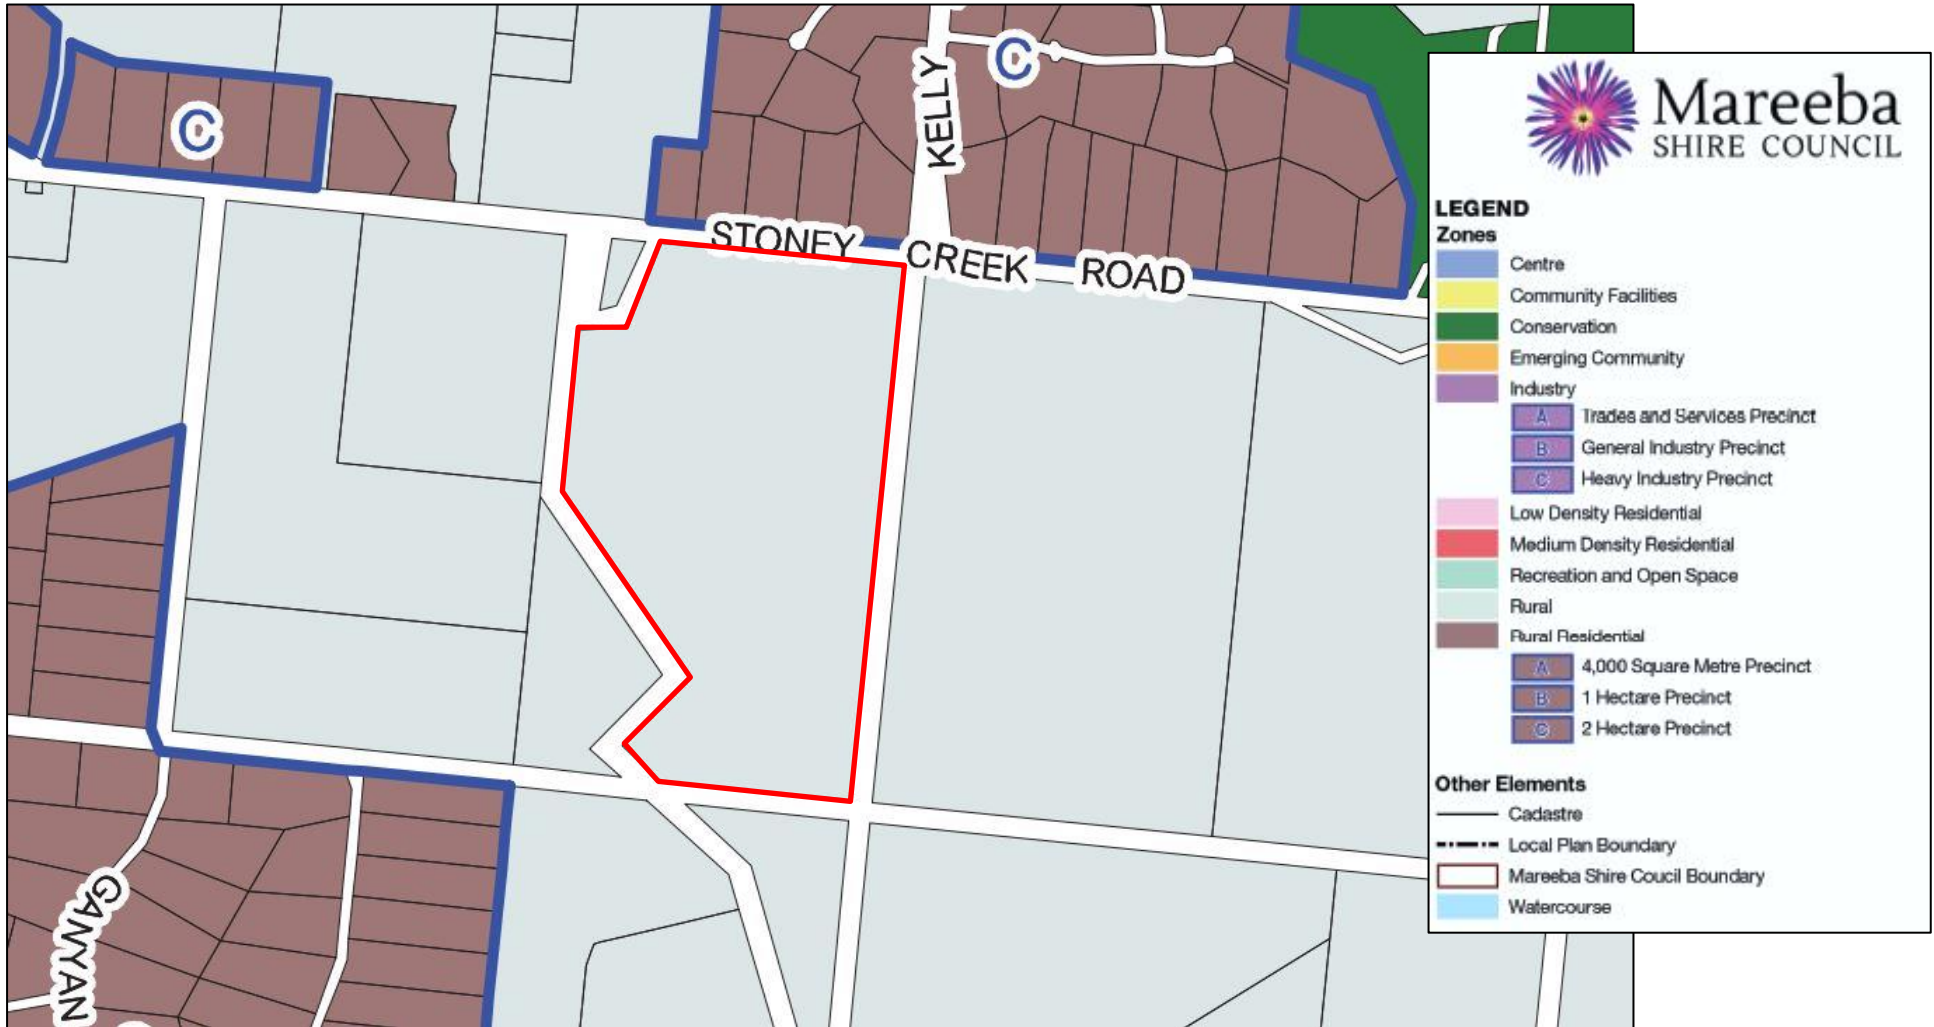 C
C
KELLY
STONEY CREEK ROAD
GANYAN
Mareeba
SHIRE COUNCIL
LEGEND
Zones
Centre
Community Facilities
Conservation
Emerging Community
Industry
A Trades and Services Precinct
B General Industry Precinct
C Heavy Industry Precinct
Low Density Residential
Medium Density Residential
Recreation and Open Space
Rural
Rural Residential
A 4,000 Square Metre Precinct
B 1 Hectare Precinct
C 2 Hectare Precinct
Other Elements
Cadastre
Local Plan Boundary
Mareeba Shire Coucil Boundary
Watercourse